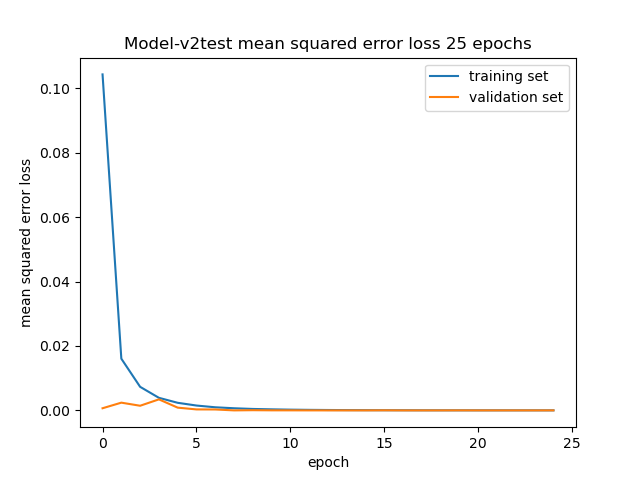 Model-v2test mean squared error loss 25 epochs
training set
validation set
mean squared error loss
0.10
0.08
0.06
0.04
0.02
0.00
0 5 10 15 20 25
epoch